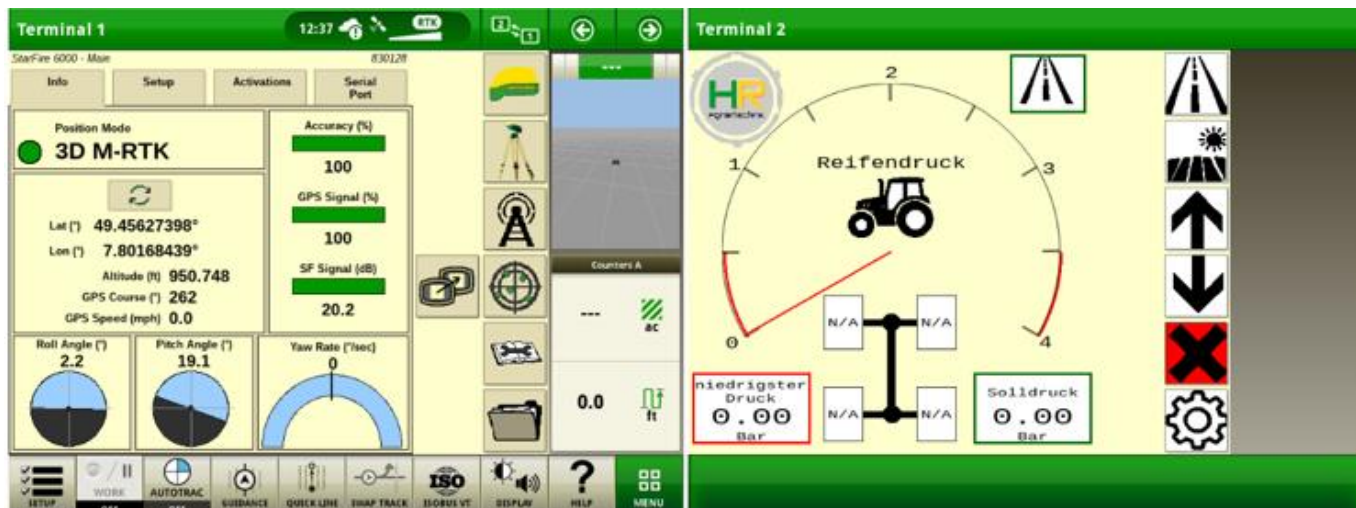 Terminal 1
12:37
RTK
2
1
StarFire 6000 - Main
830128
Info
Setup
Activations
Serial
Port
Position Mode
3D M-RTK
Accuracy (%)
100
GPS Signal (%)
100
SF Signal (dB)
20.2
Lat (°) 49.45627398°
Lon (°) 7.80168439°
Altitude (ft) 950.748
GPS Course (°) 262
GPS Speed (mph) 0.0
Roll Angle (°)
2.2
Pitch Angle (°)
19.1
Yaw Rate (°/sec)
0
---
Counters A
---
ac
0.0
ft
SETUP
WORK
AUTOTRAC
GUIDANCE
QUICK LINE
SWAP TRACK
ISO
ISOBUS VT
DISPLAY
?
HELP
MENU
Terminal 2
HR
Agrartechnik
0
1
2
3
4
Reifendruck
N/A
N/A
N/A
N/A
niedrigster
Druck
0.00
Bar
Solldruck
0.00
Bar